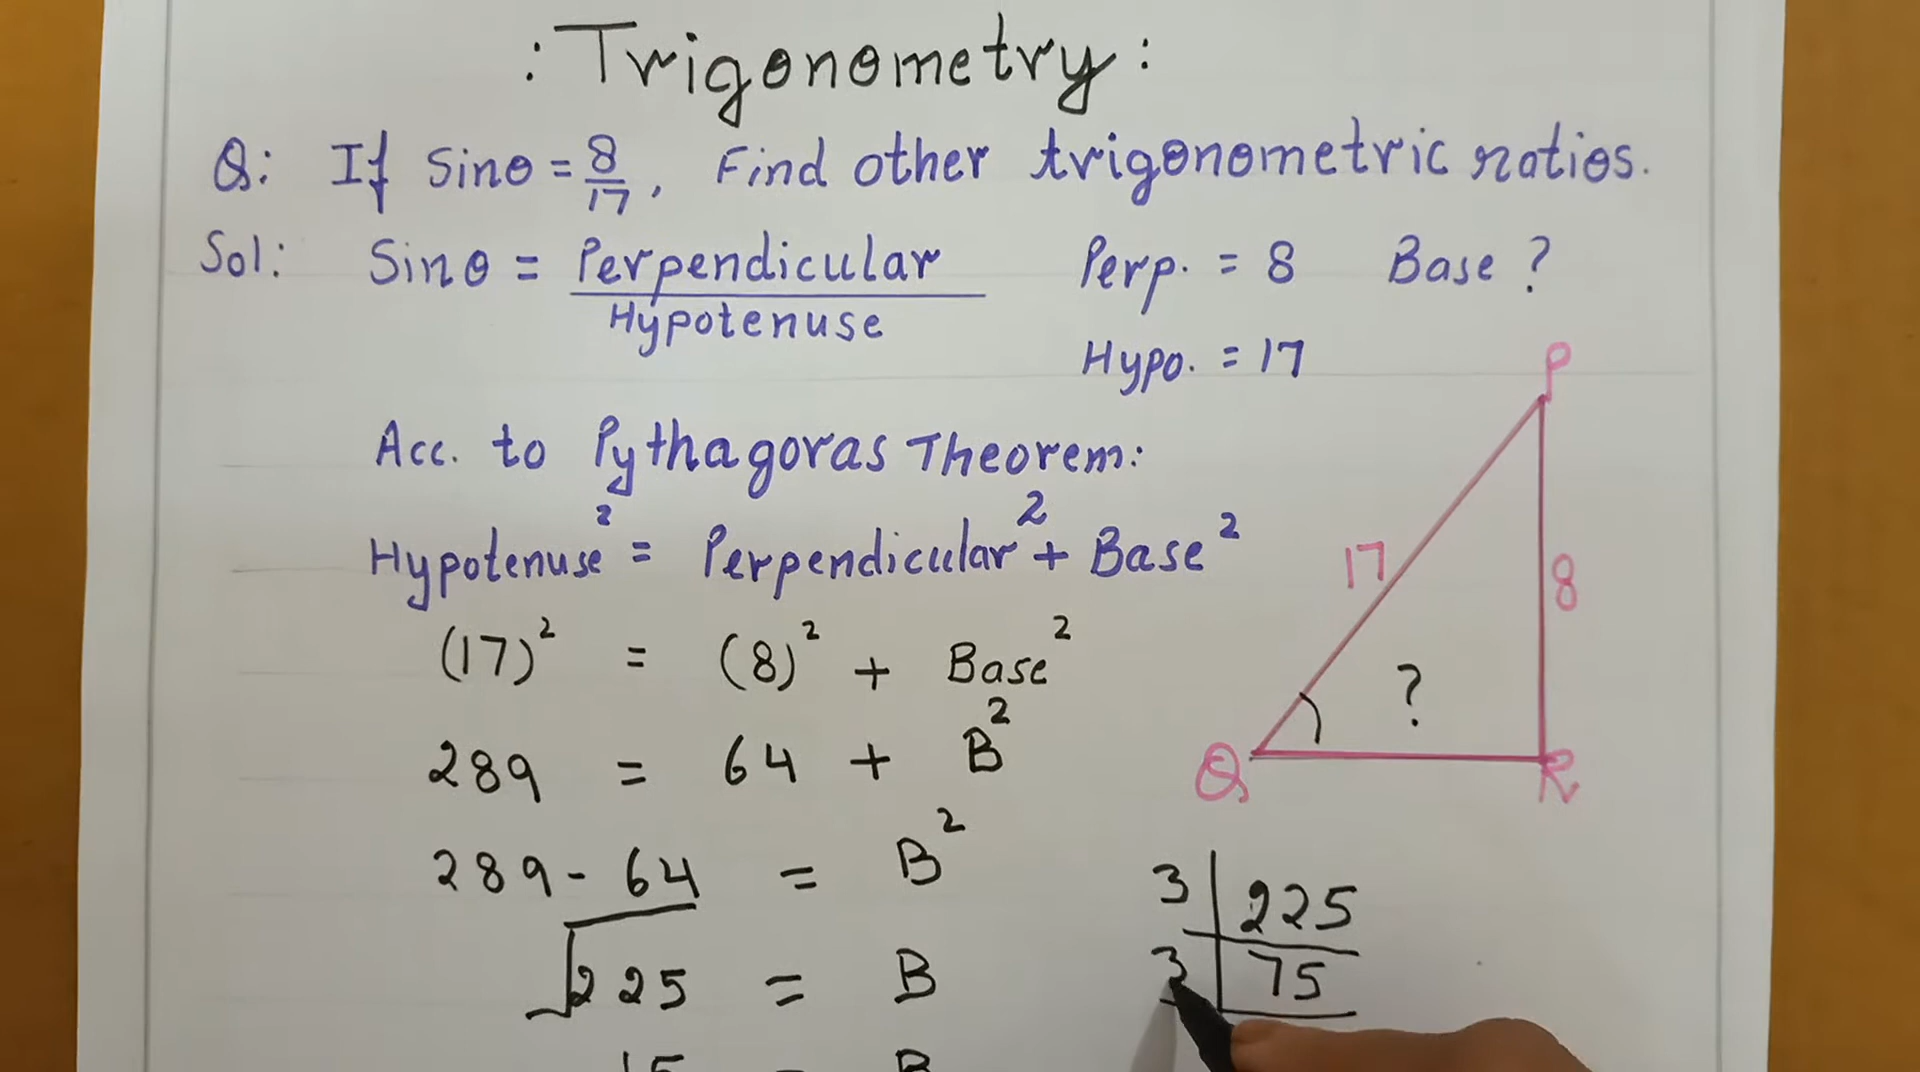 : Trigonometry :
Q: If Sinθ = 8/17, Find other trigonometric ratios.
Sol: Sinθ = Perpendicular/Hypotenuse
Perp. = 8 Base ?
Hypo. = 17
Acc. to Pythagoras Theorem:
Hypotenuse² = Perpendicular² + Base²
(17)² = (8)² + Base²
289 = 64 + B²
289 - 64 = B²
√225 = B
15 = B
P
17
8
?
Q
R
3 | 225
3 | 75